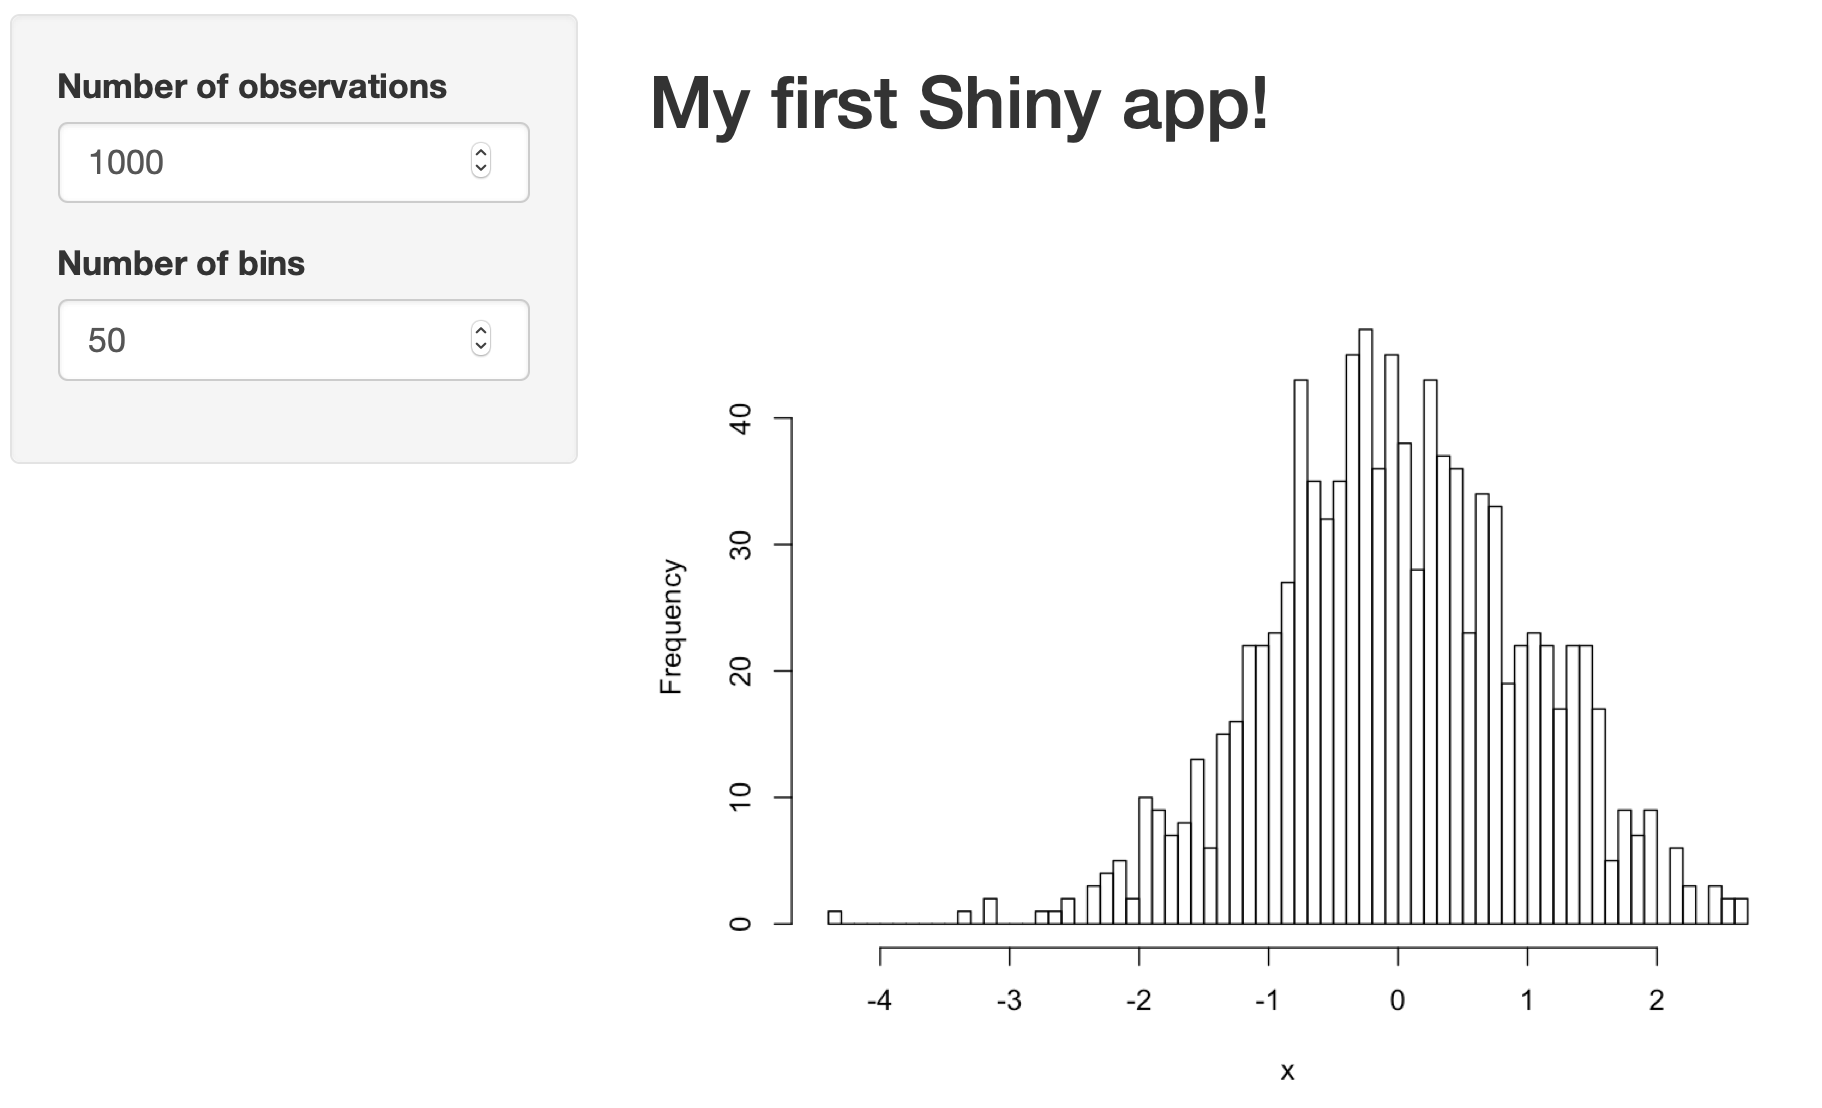 Number of observations
1000
Number of bins
50
My first Shiny app!
Frequency
40
30
20
10
0
-4 -3 -2 -1 0 1 2
x